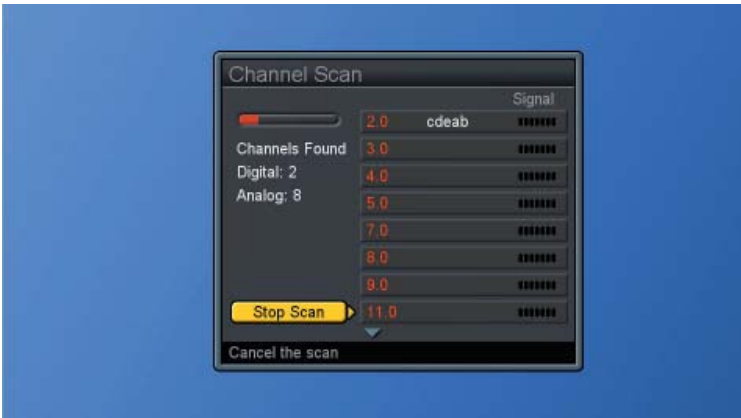 Channel Scan
Signal
2.0 cdeab
Channels Found 3.0
Digital: 2 4.0
Analog: 8 5.0
7.0
8.0
9.0
Stop Scan 11.0
Cancel the scan